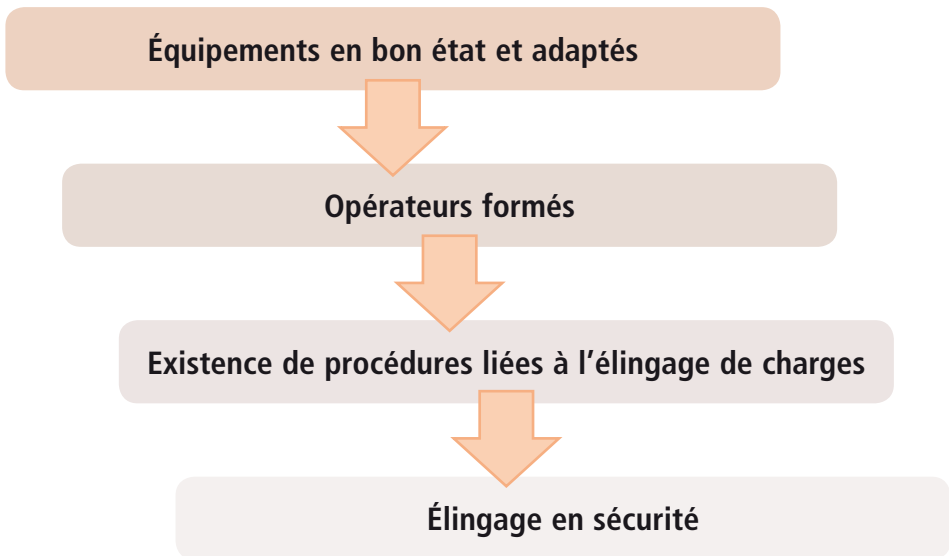 Équipements en bon état et adaptés
Opérateurs formés
Existence de procédures liées à l’élingage de charges
Élingage en sécurité